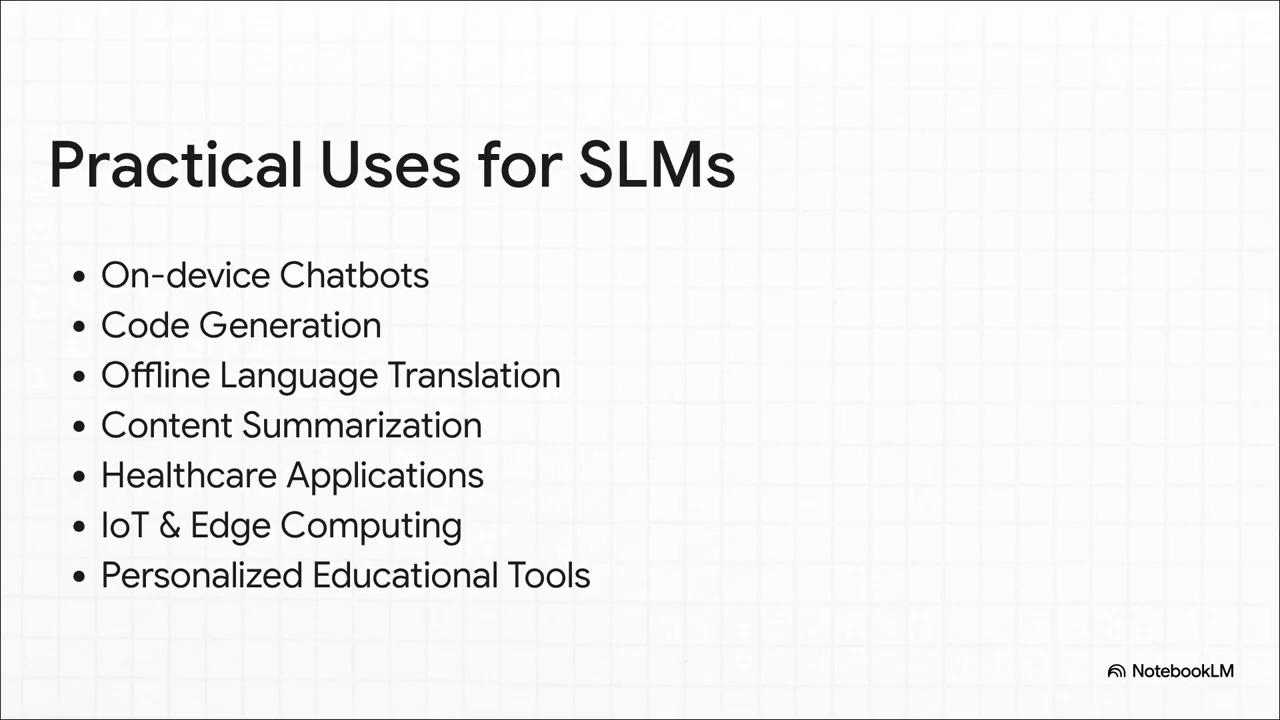 Practical Uses for SLMs
• On-device Chatbots
• Code Generation
• Offline Language Translation
• Content Summarization
• Healthcare Applications
• IoT & Edge Computing
• Personalized Educational Tools
NotebookLM